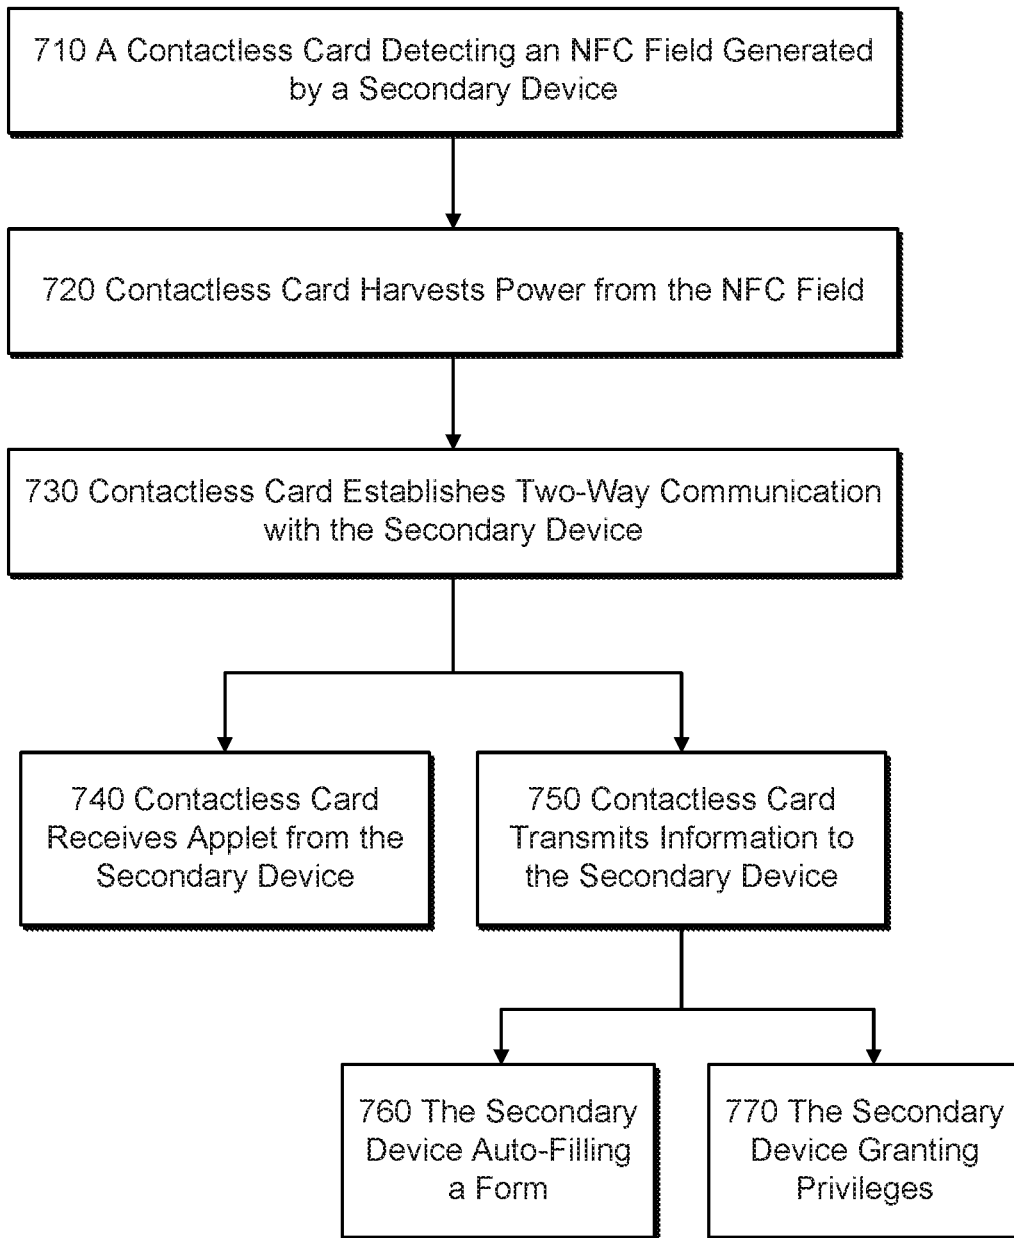 710 A Contactless Card Detecting an NFC Field Generated
by a Secondary Device
720 Contactless Card Harvests Power from the NFC Field
730 Contactless Card Establishes Two-Way Communication
with the Secondary Device
740 Contactless Card
Receives Applet from the
Secondary Device
750 Contactless Card
Transmits Information to
the Secondary Device
760 The Secondary
Device Auto-Filling
a Form
770 The Secondary
Device Granting
Privileges